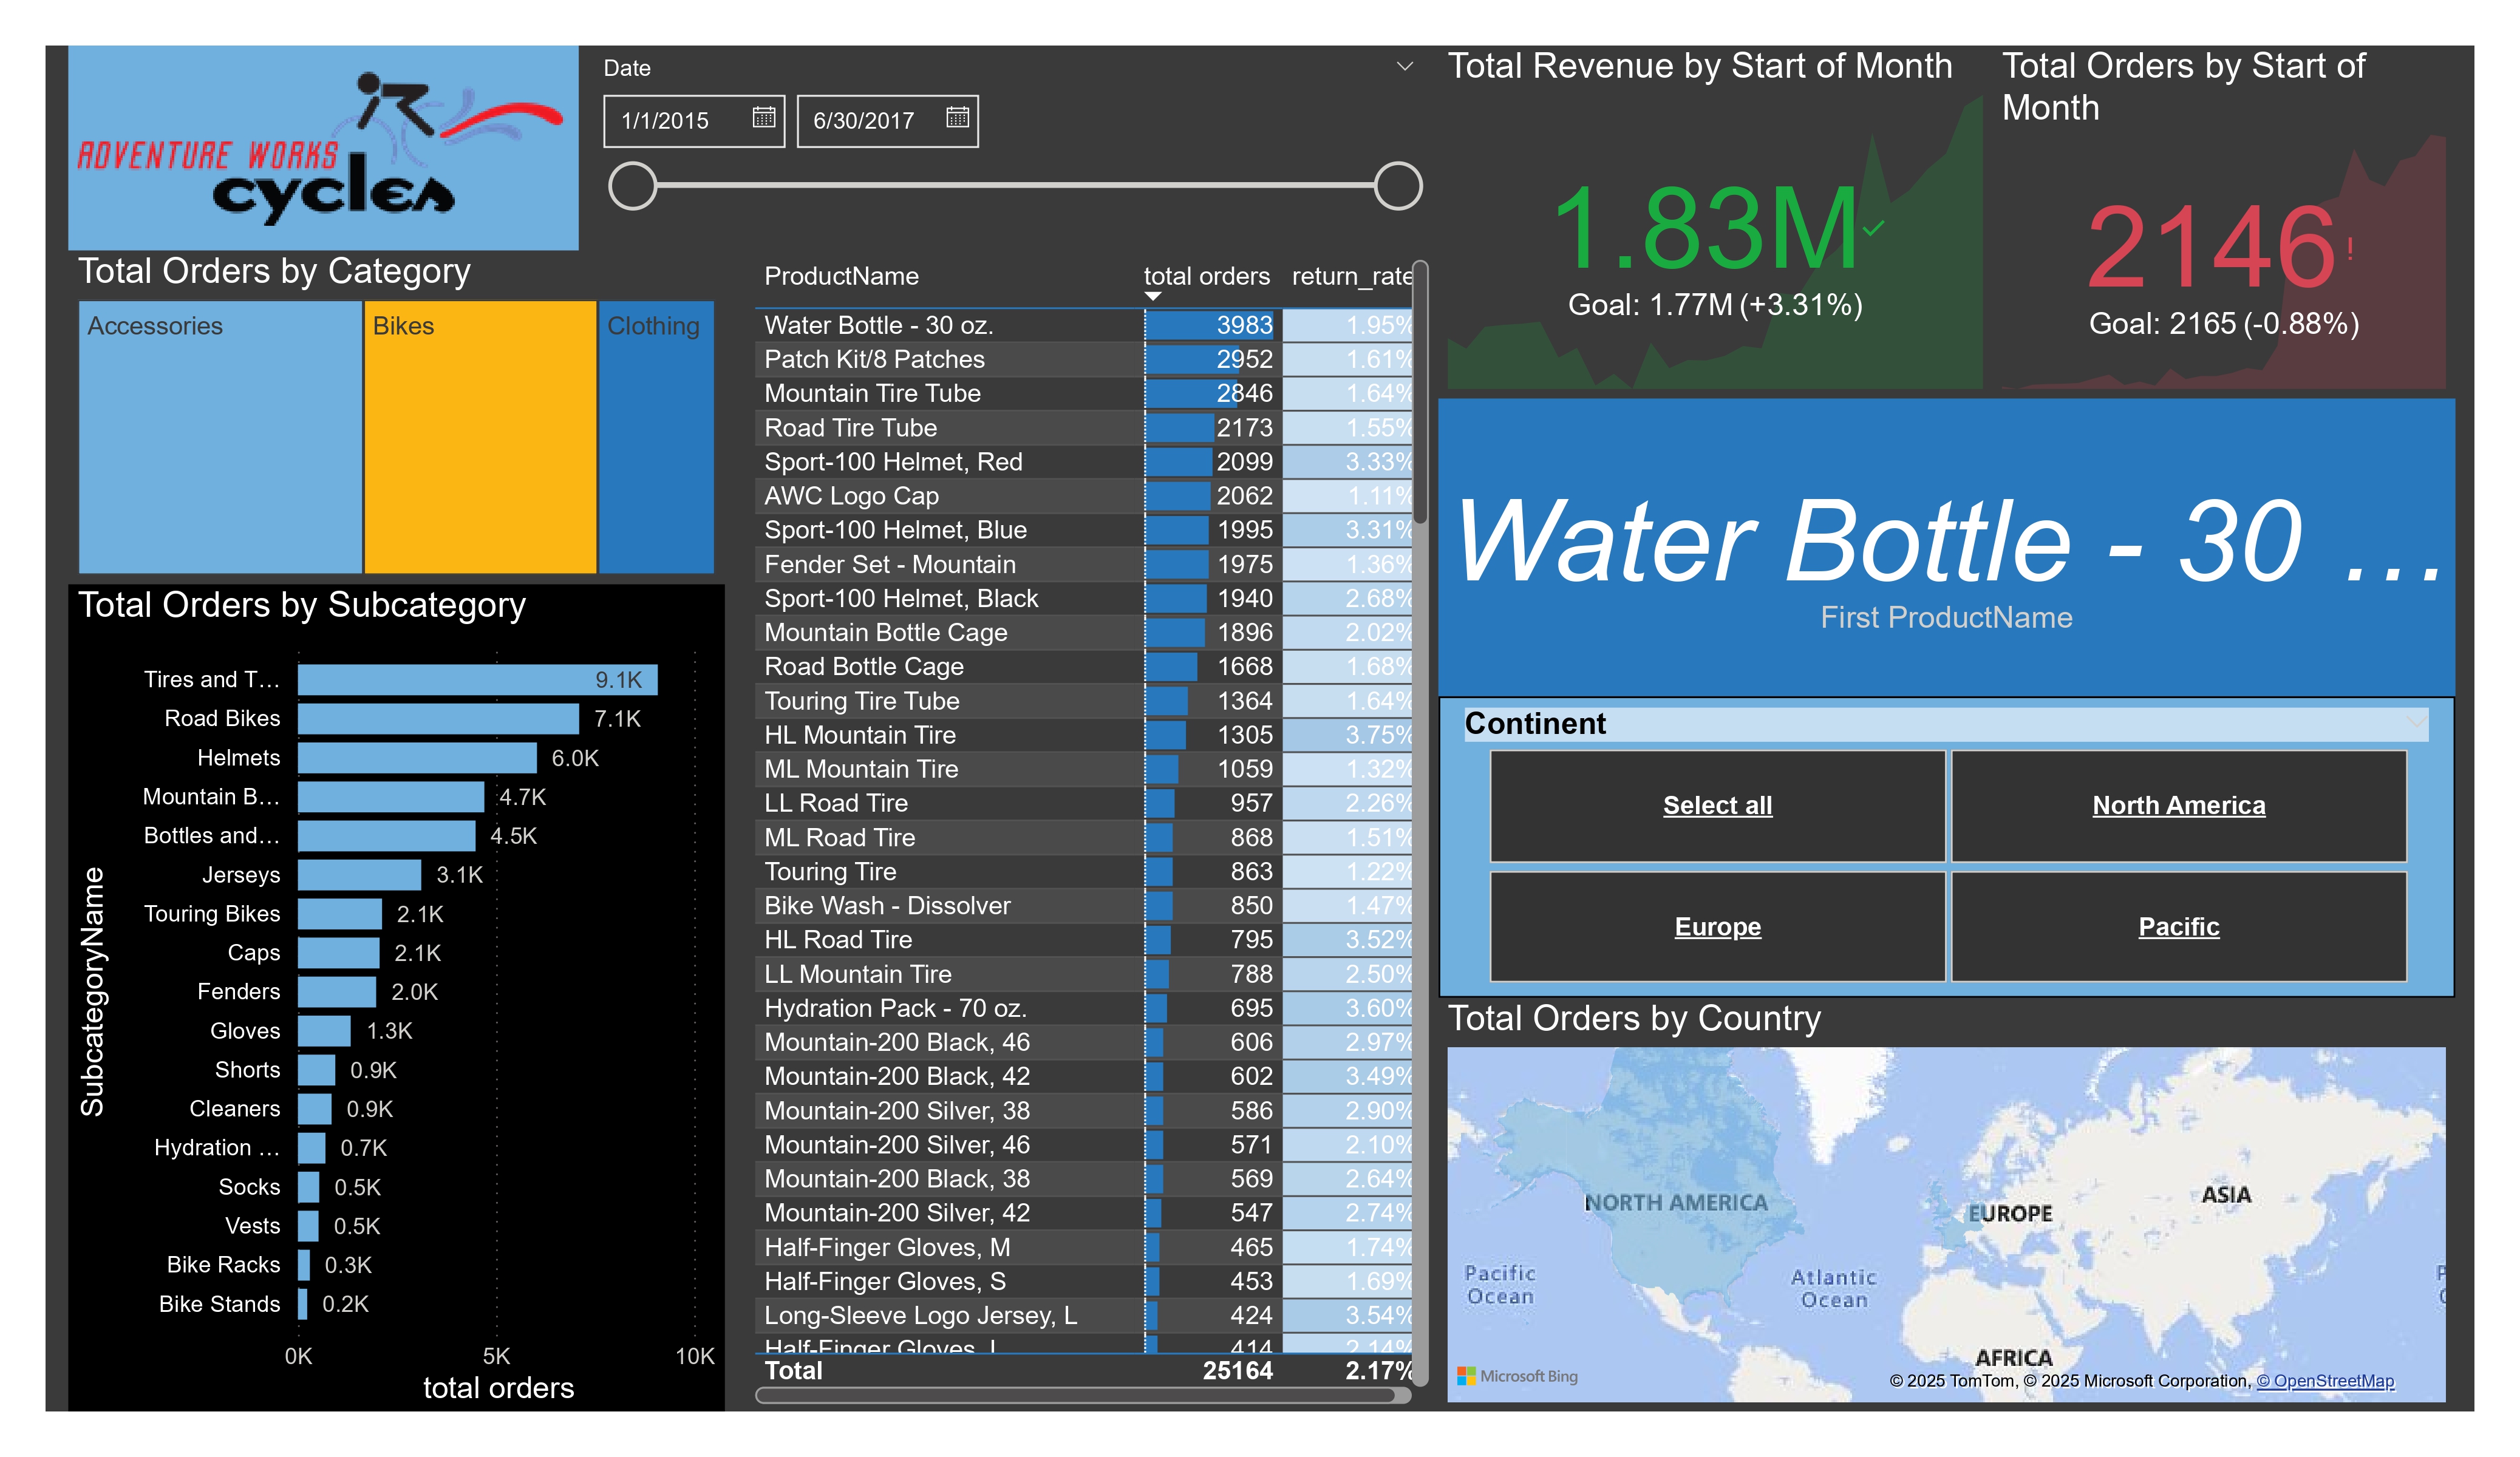 ADVENTURE WORKS
cycles
Date
1/1/2015
6/30/2017
Total Revenue by Start of Month
1.83M
Goal: 1.77M (+3.31%)
Total Orders by Start of
Month
2146!
Goal: 2165 (-0.88%)
Total Orders by Category
Accessories
Bikes
Clothing
Total Orders by Subcategory
SubcategoryName
Tires and T… 9.1K
Road Bikes 7.1K
Helmets 6.0K
Mountain B… 4.7K
Bottles and… 4.5K
Jerseys 3.1K
Touring Bikes 2.1K
Caps 2.1K
Fenders 2.0K
Gloves 1.3K
Shorts 0.9K
Cleaners 0.9K
Hydration … 0.7K
Socks 0.5K
Vests 0.5K
Bike Racks 0.3K
Bike Stands 0.2K
0K 5K 10K
total orders
ProductName total orders return_rate
Water Bottle - 30 oz. 3983 1.95%
Patch Kit/8 Patches 2952 1.61%
Mountain Tire Tube 2846 1.64%
Road Tire Tube 2173 1.55%
Sport-100 Helmet, Red 2099 3.33%
AWC Logo Cap 2062 1.11%
Sport-100 Helmet, Blue 1995 3.31%
Fender Set - Mountain 1975 1.36%
Sport-100 Helmet, Black 1940 2.68%
Mountain Bottle Cage 1896 2.02%
Road Bottle Cage 1668 1.68%
Touring Tire Tube 1364 1.64%
HL Mountain Tire 1305 3.75%
ML Mountain Tire 1059 1.32%
LL Road Tire 957 2.26%
ML Road Tire 868 1.51%
Touring Tire 863 1.22%
Bike Wash - Dissolver 850 1.47%
HL Road Tire 795 3.52%
LL Mountain Tire 788 2.50%
Hydration Pack - 70 oz. 695 3.60%
Mountain-200 Black, 46 606 2.97%
Mountain-200 Black, 42 602 3.49%
Mountain-200 Silver, 38 586 2.90%
Mountain-200 Silver, 46 571 2.10%
Mountain-200 Black, 38 569 2.64%
Mountain-200 Silver, 42 547 2.74%
Half-Finger Gloves, M 465 1.74%
Half-Finger Gloves, S 453 1.69%
Long-Sleeve Logo Jersey, L 424 3.54%
Half-Finger Gloves, L 414 2.14%
Total 25164 2.17%
Water Bottle - 30 …
First ProductName
Continent
Select all
North America
Europe
Pacific
Total Orders by Country
NORTH AMERICA
EUROPE
ASIA
AFRICA
Pacific
Ocean
Atlantic
Ocean
Microsoft Bing
© 2025 TomTom, © 2025 Microsoft Corporation, © OpenStreetMap